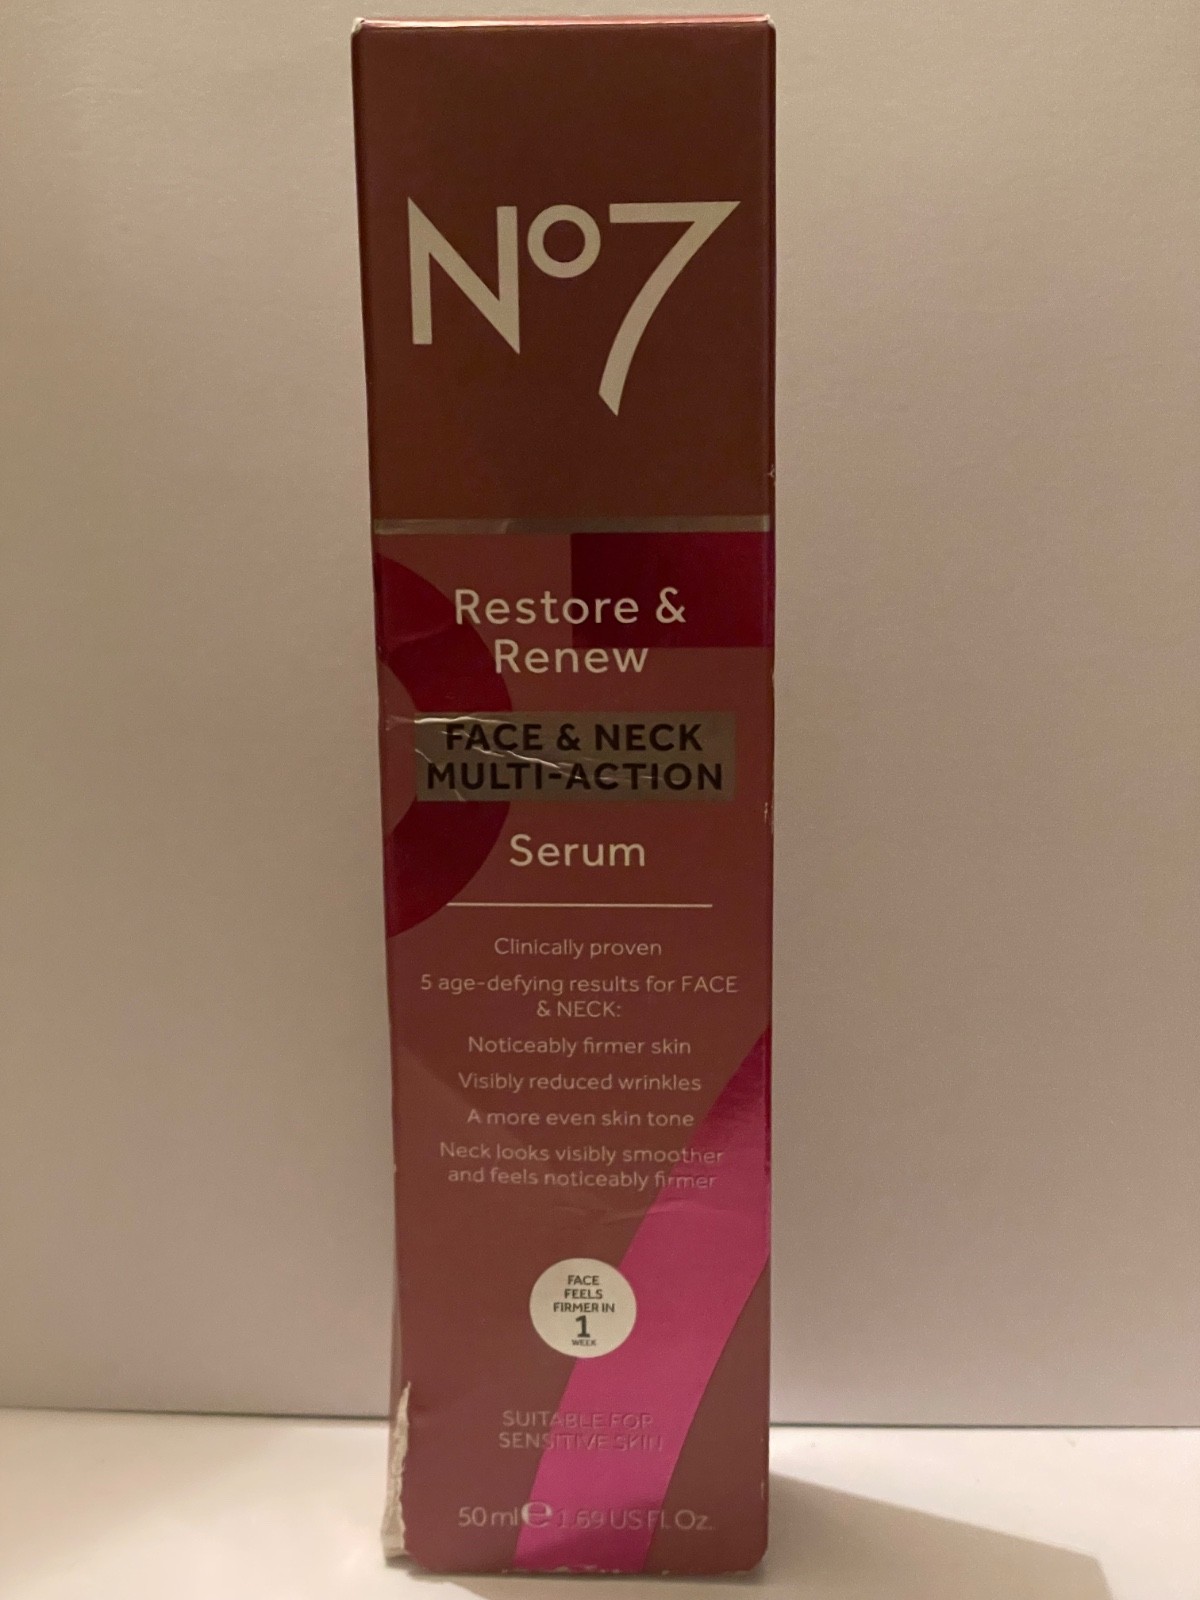 Nº7
Restore &
Renew
FACE & NECK
MULTI-ACTION
Serum
Clinically proven
5 age-defying results for FACE
& NECK:
Noticeably firmer skin
Visibly reduced wrinkles
A more even skin tone
Neck looks visibly smoother
and feels noticeably firmer
FACE
FEELS
FIRMER IN
1
WEEK
SUITABLE FOR
SENSITIVE SKIN
50 ml ℮ 1.69 US Fl. Oz.